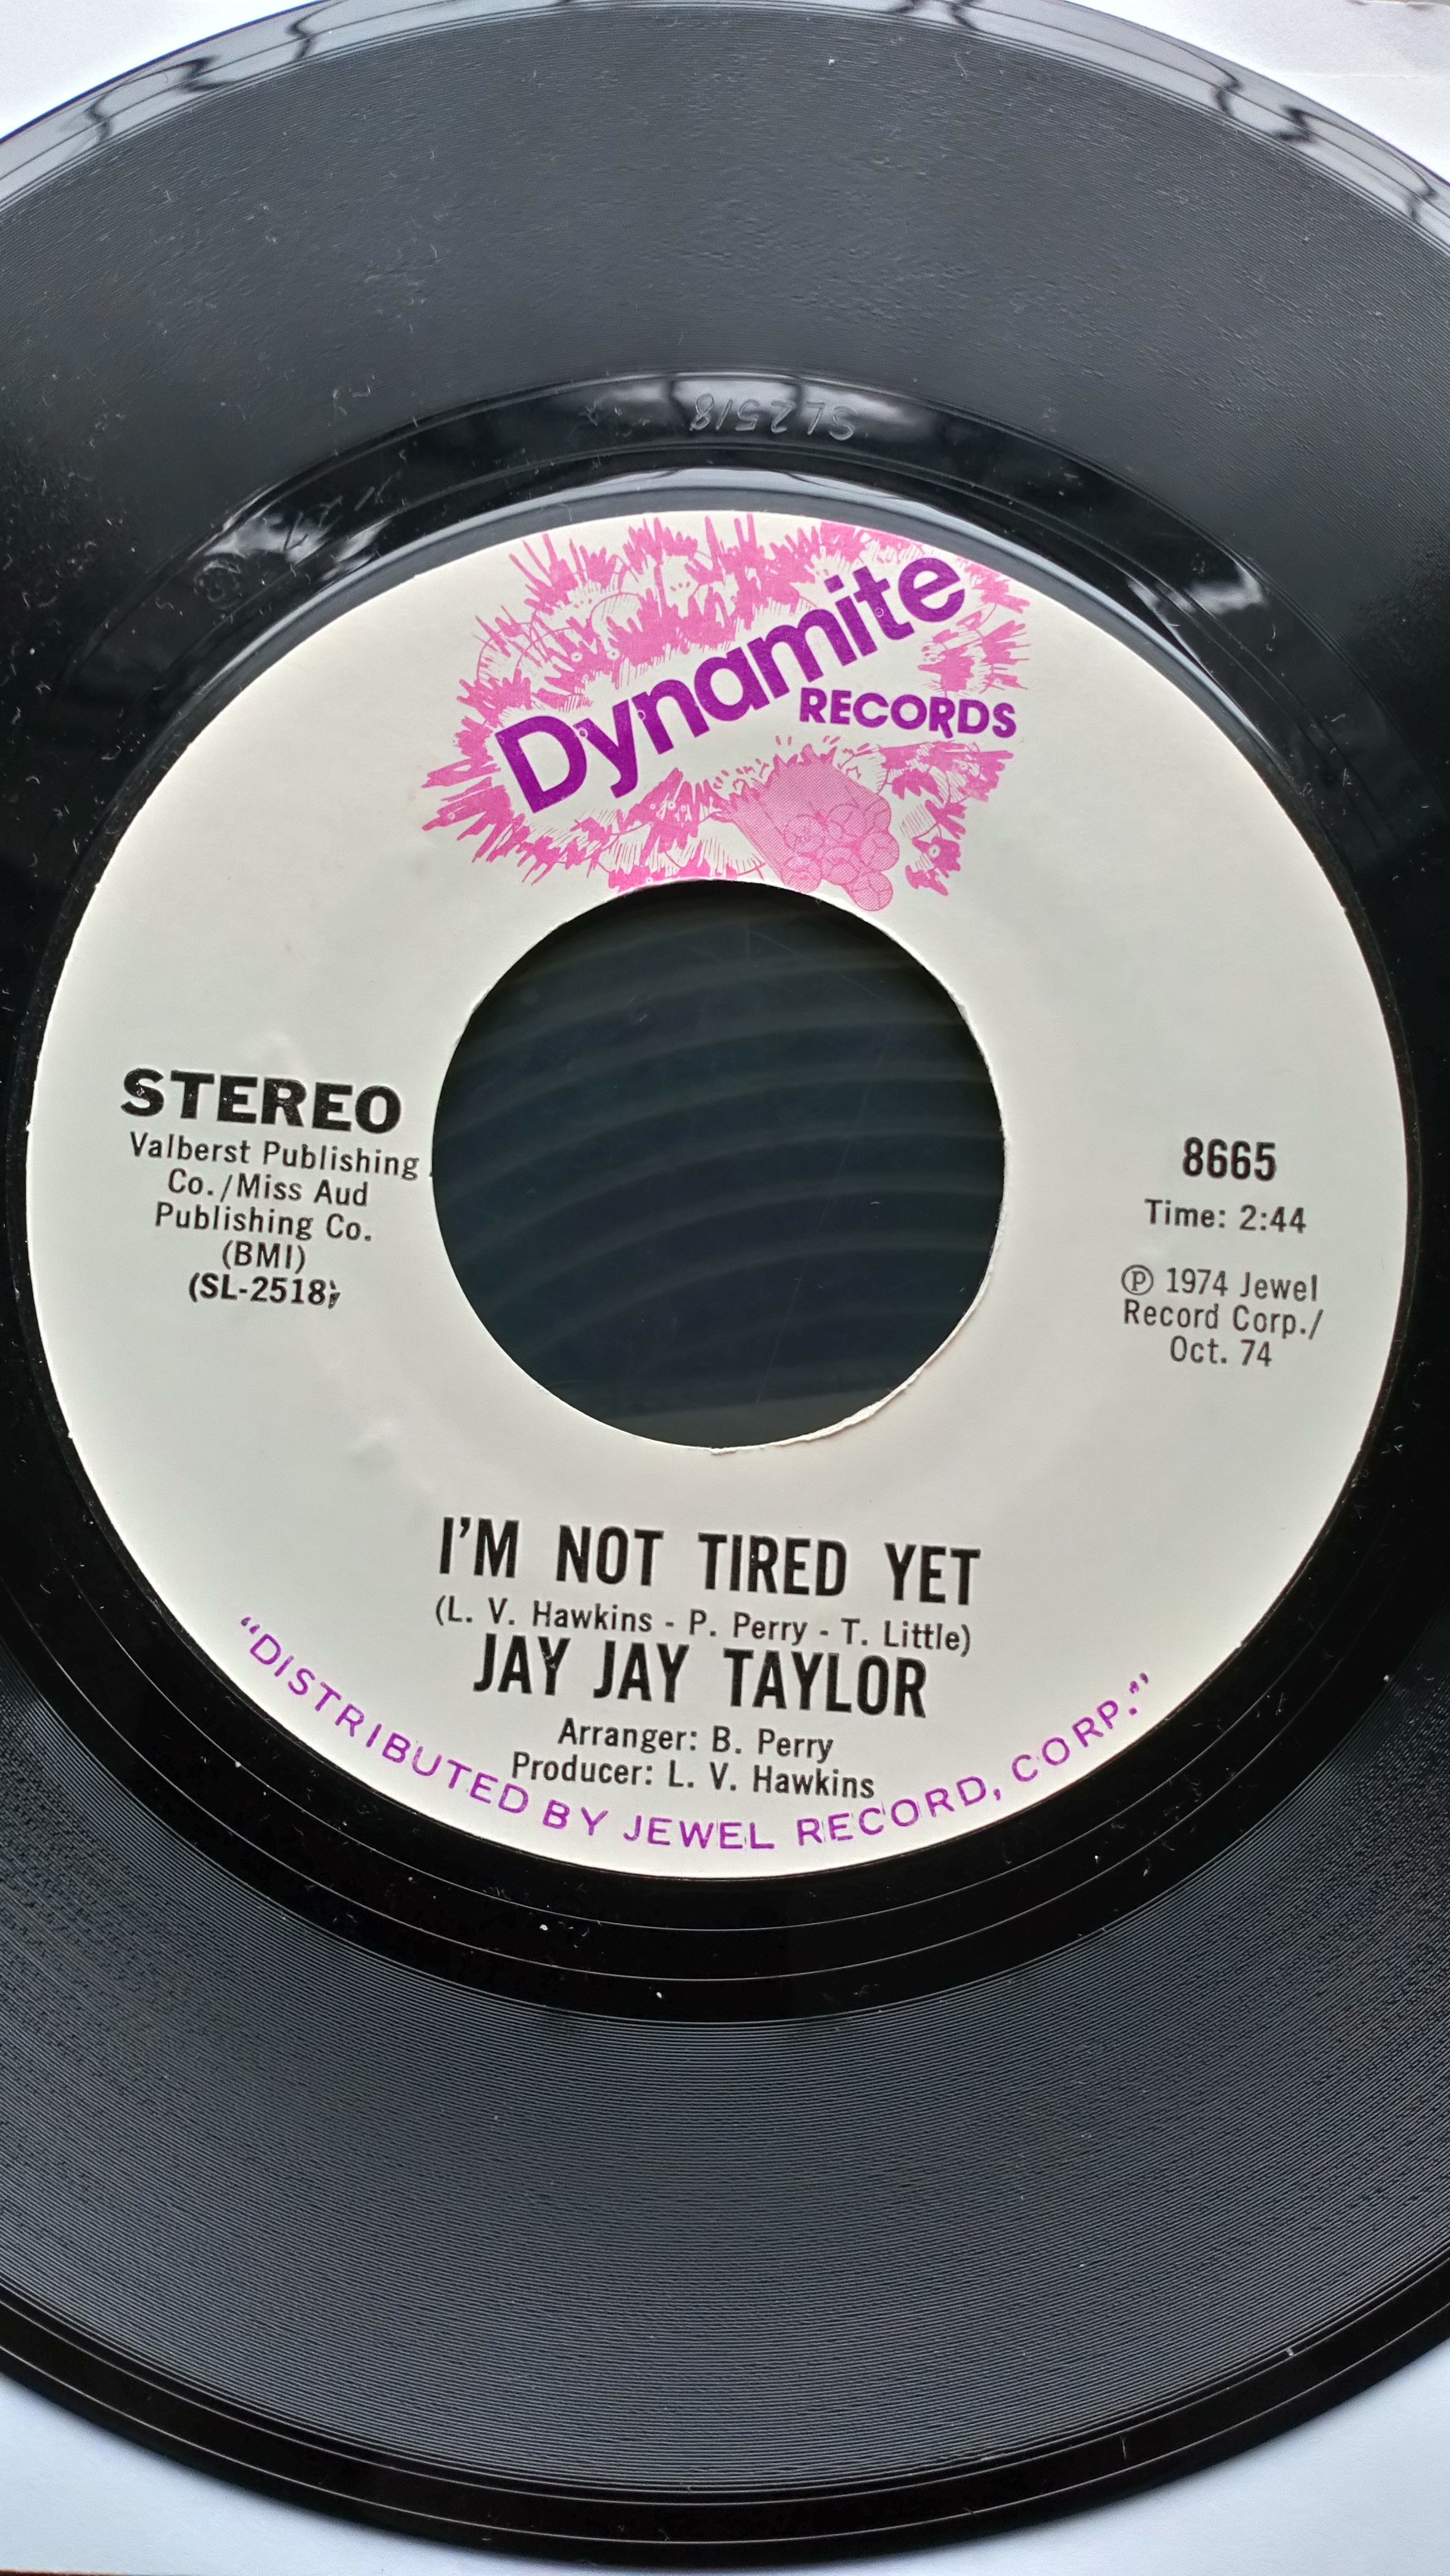 SL2518
Dynamite
RECORDS
STEREO
Valberst Publishing
Co./Miss Aud
Publishing Co.
(BMI)
(SL-2518)
8665
Time: 2:44
Ⓟ 1974 Jewel
Record Corp./
Oct. 74
I'M NOT TIRED YET
(L. V. Hawkins - P. Perry - T. Little)
JAY JAY TAYLOR
Arranger: B. Perry
Producer: L. V. Hawkins
"DISTRIBUTED BY JEWEL RECORD, CORP."